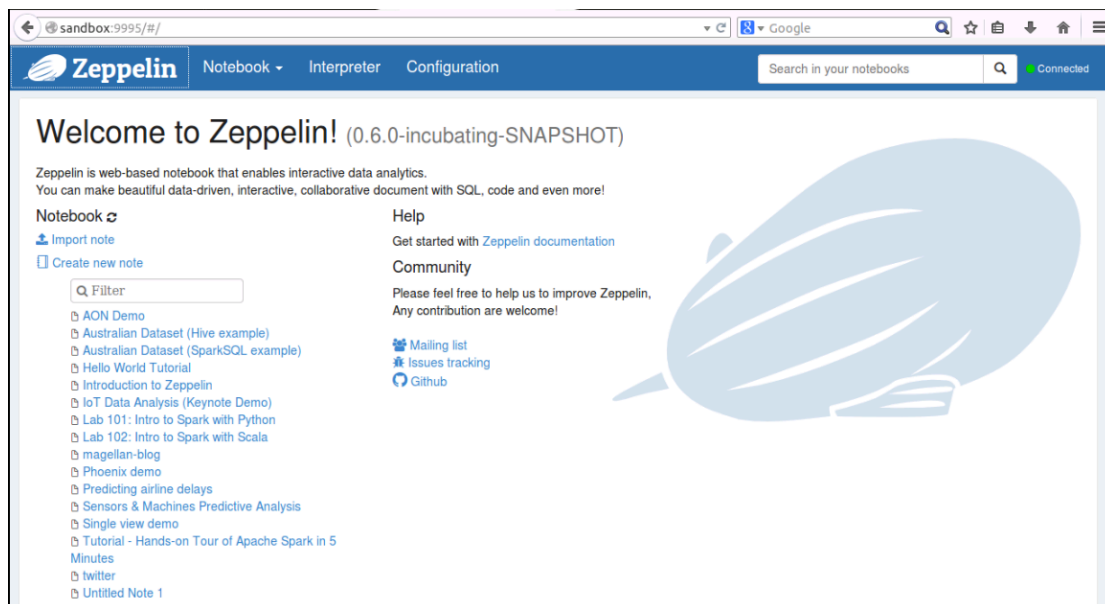 sandbox:9995/#/
Google
Zeppelin
Notebook
Interpreter
Configuration
Search in your notebooks
Connected
Welcome to Zeppelin! (0.6.0-incubating-SNAPSHOT)
Zeppelin is web-based notebook that enables interactive data analytics.
You can make beautiful data-driven, interactive, collaborative document with SQL, code and even more!
Notebook
Import note
Create new note
Filter
AON Demo
Australian Dataset (Hive example)
Australian Dataset (SparkSQL example)
Hello World Tutorial
Introduction to Zeppelin
IoT Data Analysis (Keynote Demo)
Lab 101: Intro to Spark with Python
Lab 102: Intro to Spark with Scala
magellan-blog
Phoenix demo
Predicting airline delays
Sensors & Machines Predictive Analysis
Single view demo
Tutorial - Hands-on Tour of Apache Spark in 5
Minutes
twitter
Untitled Note 1
Help
Get started with Zeppelin documentation
Community
Please feel free to help us to improve Zeppelin,
Any contribution are welcome!
Mailing list
Issues tracking
Github